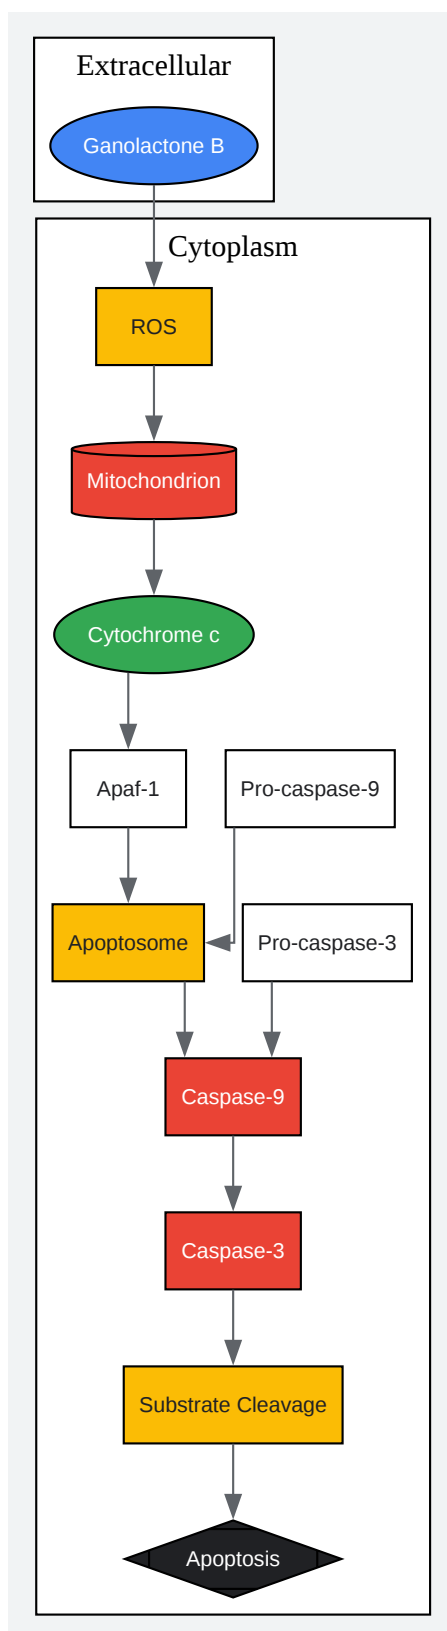 Extracellular
Ganolactone B
Cytoplasm
ROS
Mitochondrion
Cytochrome c
Apaf-1
Pro-caspase-9
Apoptosome
Pro-caspase-3
Caspase-9
Caspase-3
Substrate Cleavage
Apoptosis